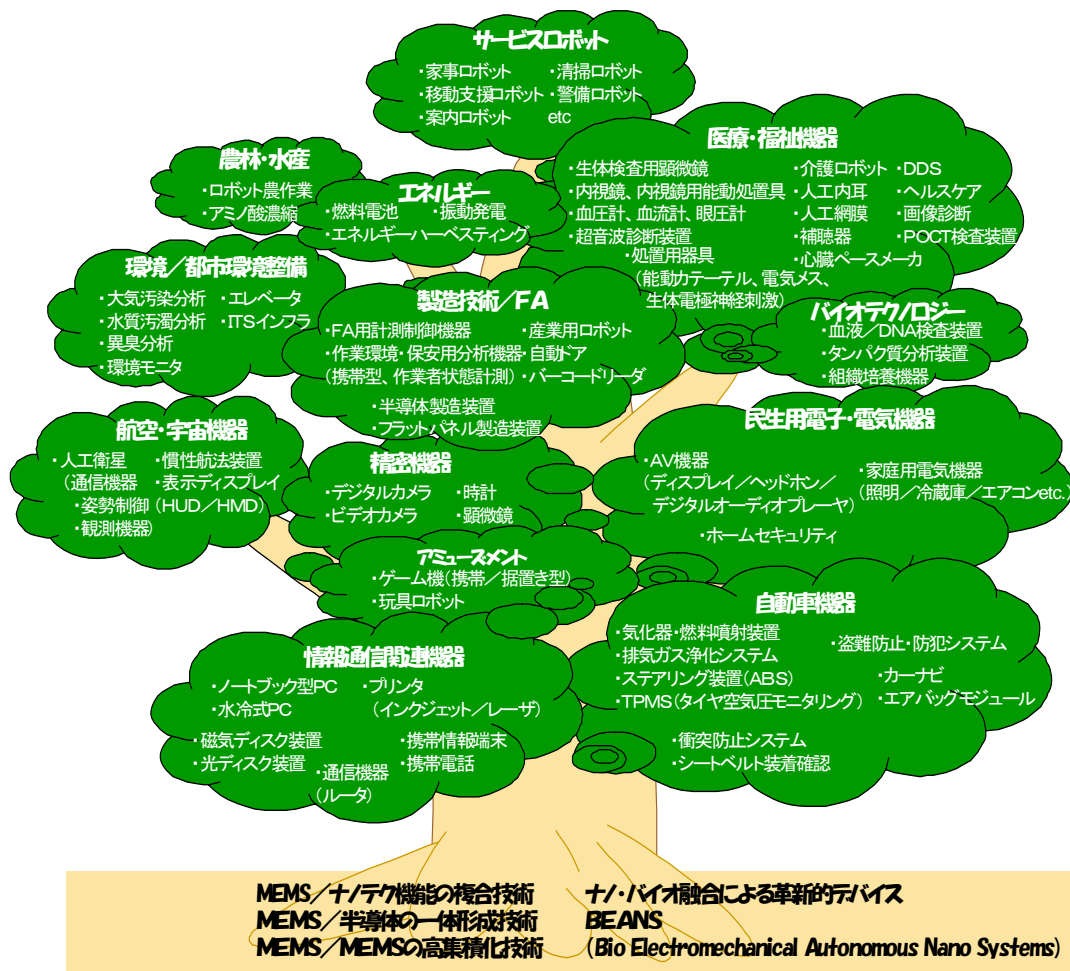 サービスロボット
・家事ロボット ・清掃ロボット
・移動支援ロボット ・警備ロボット
・案内ロボット etc
医療・福祉機器
・生体検査用顕微鏡 ・介護ロボット ・DDS
・内視鏡、内視鏡用能動処置具 ・人工内耳 ・ヘルスケア
・血圧計、血流計、眼圧計 ・人工網膜 ・画像診断
・超音波診断装置 ・補聴器 ・POCT検査装置
・処置用器具 ・心臓ペースメーカ
(能動カテーテル、電気メス、
生体電極神経刺激)
農林・水産
・ロボット農作業
・アミノ酸濃縮
エネルギー
・燃料電池 ・振動発電
・エネルギーハーベスティング
環境／都市環境整備
・大気汚染分析 ・エレベータ
・水質汚濁分析 ・ITSインフラ
・異臭分析
・環境モニタ
製造技術／FA
・FA用計測制御機器 ・産業用ロボット
・作業環境・保安用分析機器 ・自動ドア
(携帯型、作業者状態計測) ・バーコードリーダ
・半導体製造装置
・フラットパネル製造装置
バイオテクノロジー
・血液／DNA検査装置
・タンパク質分析装置
・組織培養機器
航空・宇宙機器
・人工衛星 ・慣性航法装置
(通信機器 ・表示ディスプレイ
・姿勢制御 (HUD／HMD)
・観測機器)
精密機器
・デジタルカメラ ・時計
・ビデオカメラ ・顕微鏡
民生用電子・電気機器
・AV機器 ・家庭用電気機器
(ディスプレイ／ヘッドホン／ (照明／冷蔵庫／エアコンetc.)
デジタルオーディオプレーヤ)
・ホームセキュリティ
アミューズメント
・ゲーム機(携帯／据置き型)
・玩具ロボット
情報通信関連機器
・ノートブック型PC ・プリンタ
・水冷式PC (インクジェット／レーザ)
・磁気ディスク装置 ・携帯情報端末
・光ディスク装置 ・通信機器 ・携帯電話
(ルータ)
自動車機器
・気化器・燃料噴射装置 ・盗難防止・防犯システム
・排気ガス浄化システム
・ステアリング装置(ABS) ・カーナビ
・TPMS(タイヤ空気圧モニタリング) ・エアバッグモジュール
・衝突防止システム
・シートベルト装着確認
MEMS／ナノテク機能の複合技術 ナノ・バイオ融合による革新的デバイス
MEMS／半導体の一体形成技術 BEANS
MEMS／MEMSの高集積化技術 (Bio Electromechanical Autonomous Nano Systems)